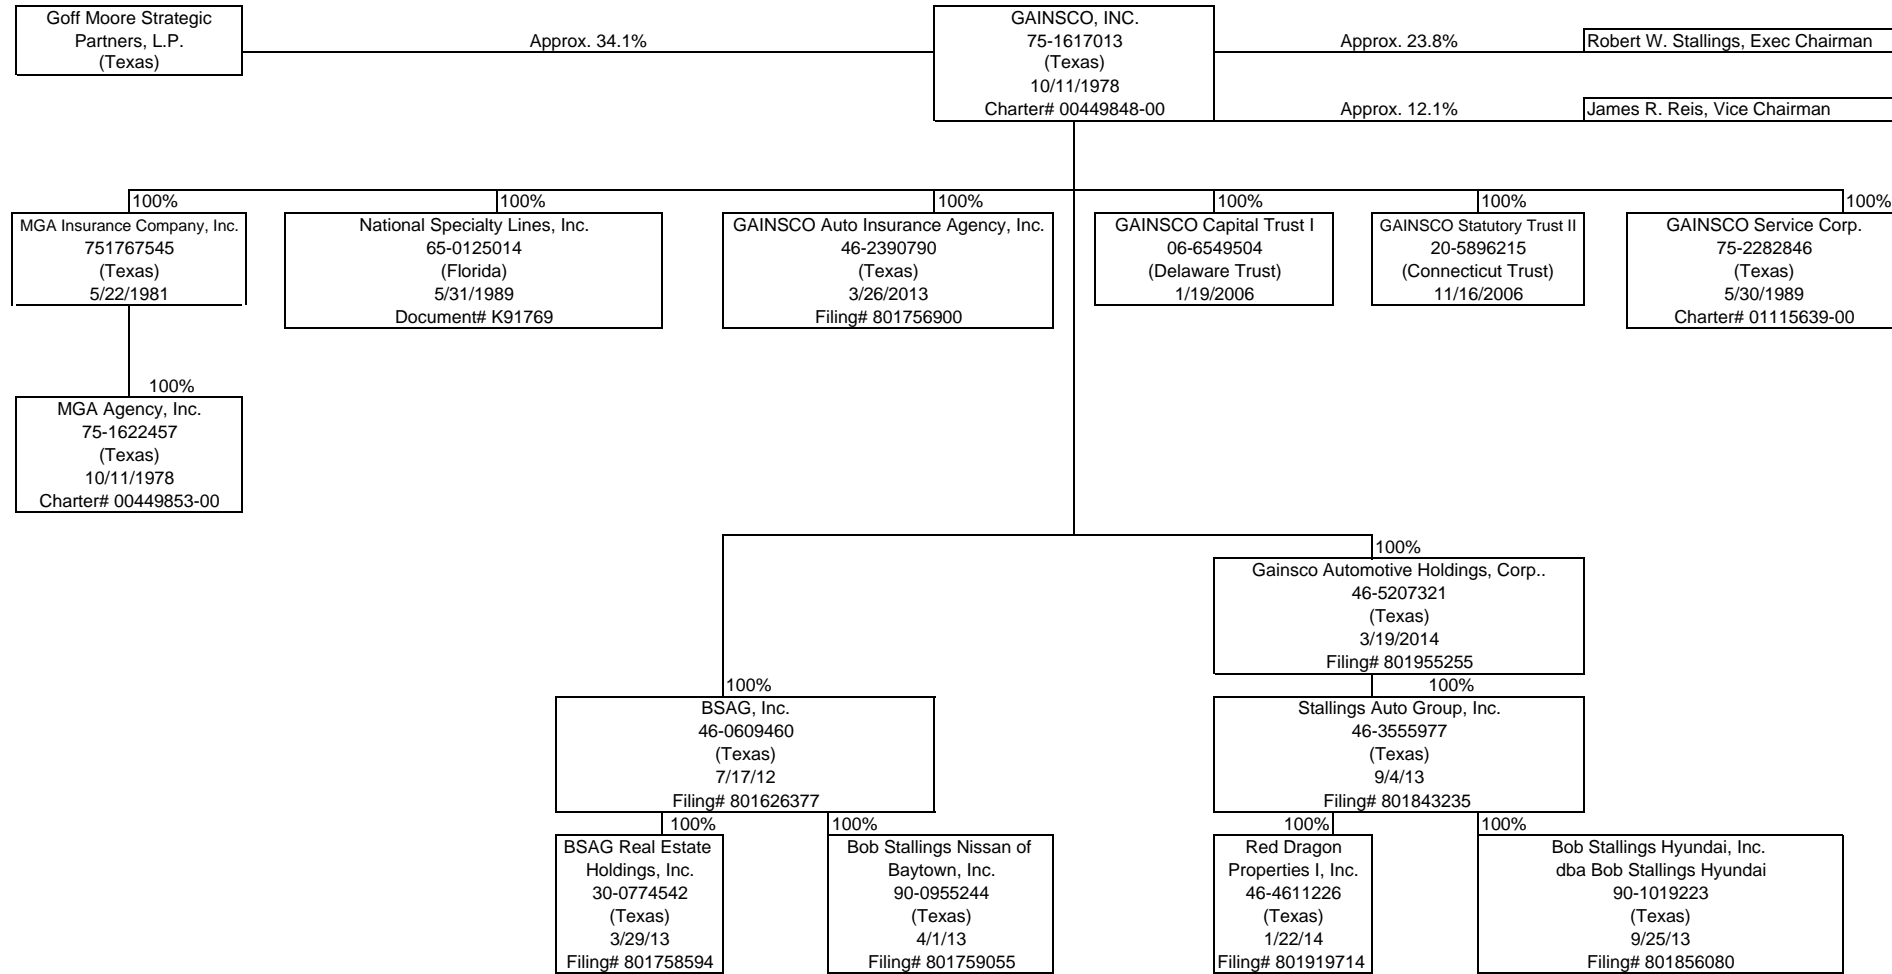 Goff Moore Strategic
Partners, L.P.
(Texas)
Approx. 34.1%
GAINSCO, INC.
75-1617013
(Texas)
10/11/1978
Charter# 00449848-00
Approx. 23.8%
Robert W. Stallings, Exec Chairman
Approx. 12.1%
James R. Reis, Vice Chairman
100%
MGA Insurance Company, Inc.
751767545
(Texas)
5/22/1981
100%
National Specialty Lines, Inc.
65-0125014
(Florida)
5/31/1989
Document# K91769
100%
GAINSCO Auto Insurance Agency, Inc.
46-2390790
(Texas)
3/26/2013
Filing# 801756900
100%
GAINSCO Capital Trust I
06-6549504
(Delaware Trust)
1/19/2006
100%
GAINSCO Statutory Trust II
20-5896215
(Connecticut Trust)
11/16/2006
100%
GAINSCO Service Corp.
75-2282846
(Texas)
5/30/1989
Charter# 01115639-00
100%
MGA Agency, Inc.
75-1622457
(Texas)
10/11/1978
Charter# 00449853-00
100%
Gainsco Automotive Holdings, Corp..
46-5207321
(Texas)
3/19/2014
Filing# 801955255
100%
BSAG, Inc.
46-0609460
(Texas)
7/17/12
Filing# 801626377
100%
Stallings Auto Group, Inc.
46-3555977
(Texas)
9/4/13
Filing# 801843235
100%
BSAG Real Estate
Holdings, Inc.
30-0774542
(Texas)
3/29/13
Filing# 801758594
100%
Bob Stallings Nissan of
Baytown, Inc.
90-0955244
(Texas)
4/1/13
Filing# 801759055
100%
Red Dragon
Properties I, Inc.
46-4611226
(Texas)
1/22/14
Filing# 801919714
100%
Bob Stallings Hyundai, Inc.
dba Bob Stallings Hyundai
90-1019223
(Texas)
9/25/13
Filing# 801856080